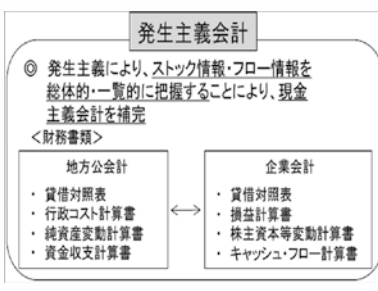 発生主義会計
◎ 発生主義により、ストック情報・フロー情報を
総体的・一覧的に把握することにより、現金
主義会計を補完
＜財務書類＞
地方公会計
・ 貸借対照表
・ 行政コスト計算書
・ 純資産変動計算書
・ 資金収支計算書
企業会計
・ 貸借対照表
・ 損益計算書
・ 株主資本等変動計算書
・ キャッシュ・フロー計算書